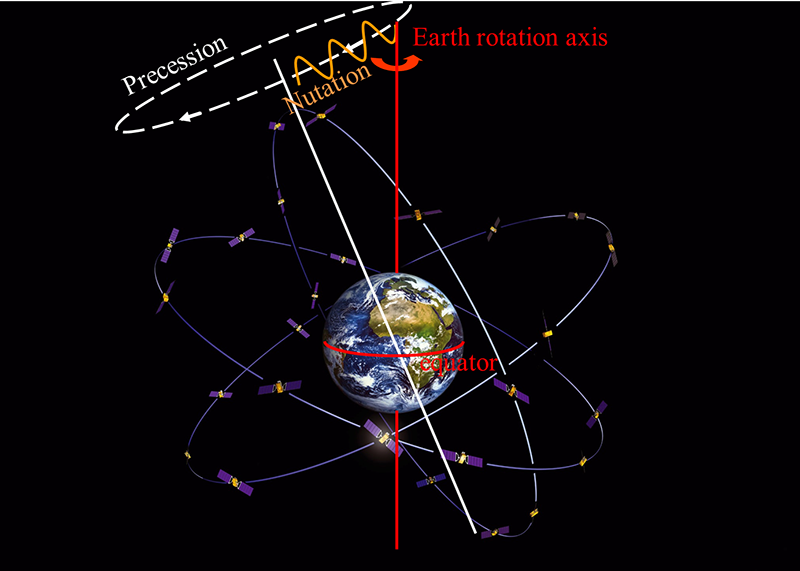 Precession
Earth rotation axis
Nutation
equator